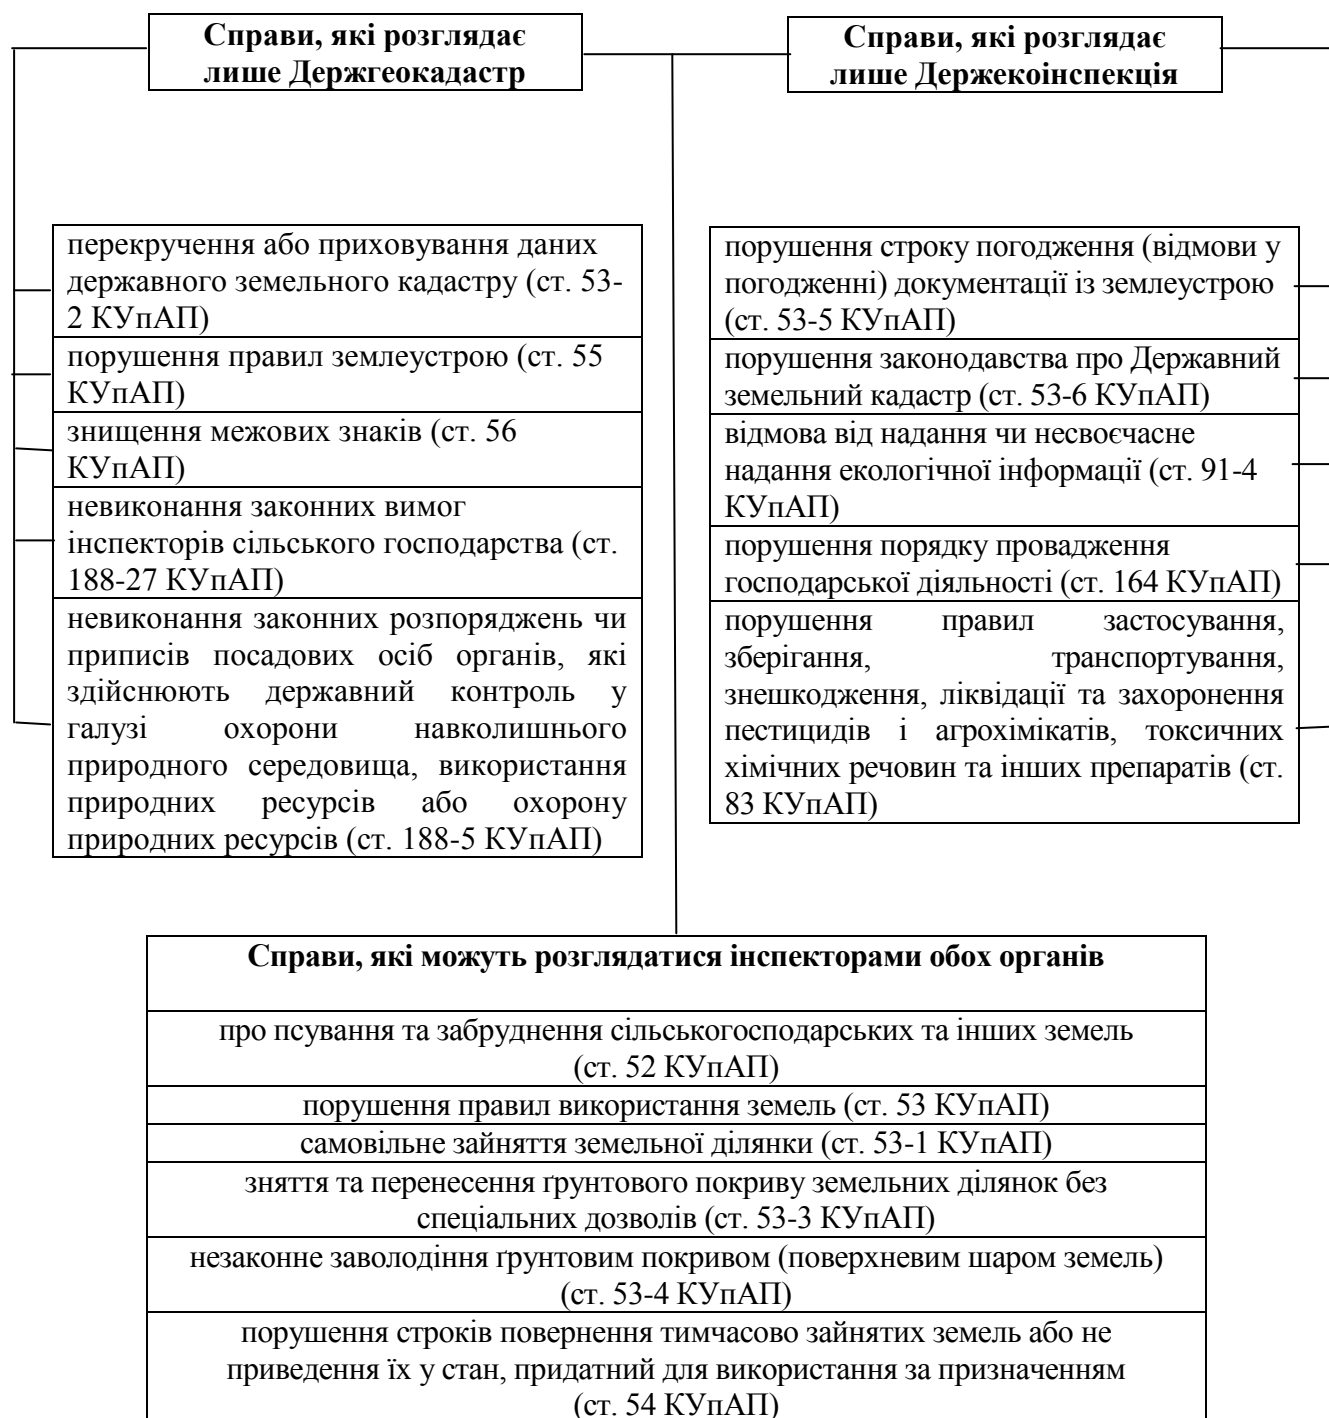 Справи, які розглядає
лише Держгеокадастр
Справи, які розглядає
лише Держекоінспекція
перекручення або приховування даних
державного земельного кадастру (ст. 53-
2 КУпАП)
порушення правил землеустрою (ст. 55
КУпАП)
знищення межових знаків (ст. 56
КУпАП)
невиконання законних вимог
інспекторів сільського господарства (ст.
188-27 КУпАП)
невиконання законних розпоряджень чи
приписів посадових осіб органів, які
здійснюють державний контроль у
галузі охорони навколишнього
природного середовища, використання
природних ресурсів або охорону
природних ресурсів (ст. 188-5 КУпАП)
порушення строку погодження (відмови у
погодженні) документації із землеустрою
(ст. 53-5 КУпАП)
порушення законодавства про Державний
земельний кадастр (ст. 53-6 КУпАП)
відмова від надання чи несвоєчасне
надання екологічної інформації (ст. 91-4
КУпАП)
порушення порядку провадження
господарської діяльності (ст. 164 КУпАП)
порушення правил застосування,
зберігання, транспортування,
знешкодження, ліквідації та захоронення
пестицидів і агрохімікатів, токсичних
хімічних речовин та інших препаратів (ст.
83 КУпАП)
Справи, які можуть розглядатися інспекторами обох органів
про псування та забруднення сільськогосподарських та інших земель
(ст. 52 КУпАП)
порушення правил використання земель (ст. 53 КУпАП)
самовільне зайняття земельної ділянки (ст. 53-1 КУпАП)
зняття та перенесення ґрунтового покриву земельних ділянок без
спеціальних дозволів (ст. 53-3 КУпАП)
незаконне заволодіння ґрунтовим покривом (поверхневим шаром земель)
(ст. 53-4 КУпАП)
порушення строків повернення тимчасово зайнятих земель або не
приведення їх у стан, придатний для використання за призначенням
(ст. 54 КУпАП)